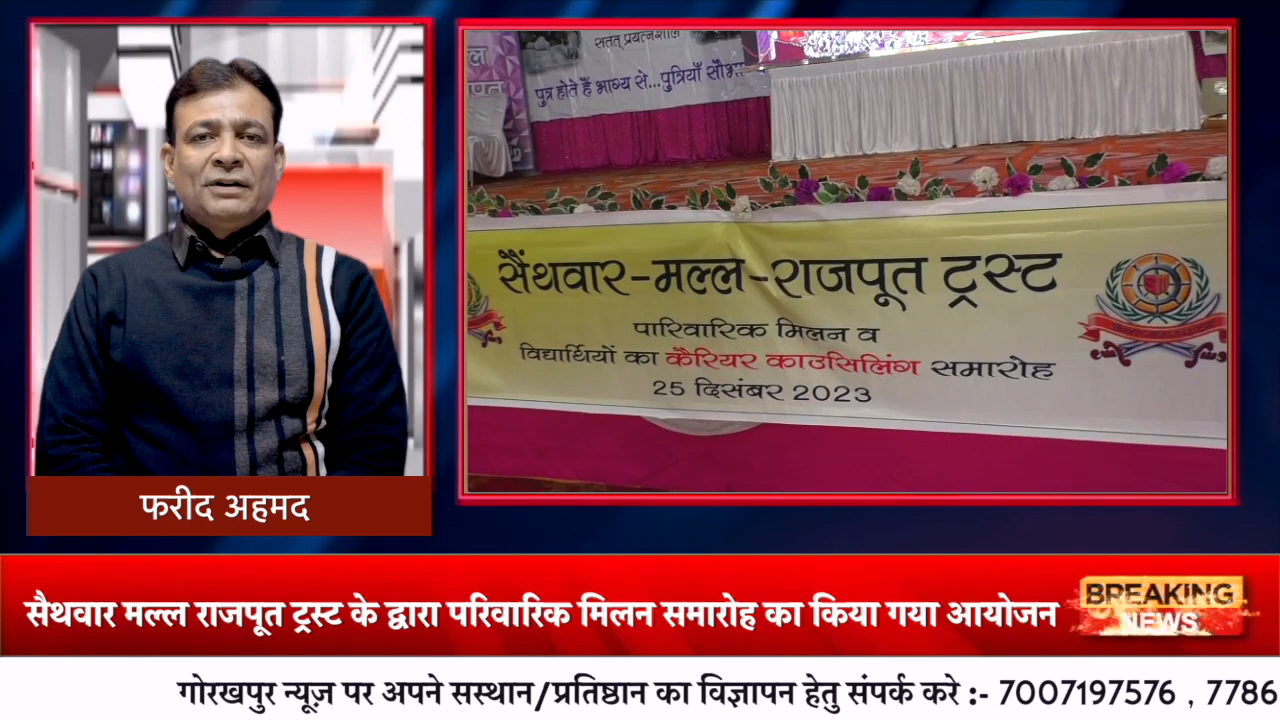 सतत् प्रयत्नशील
पुत्र होते हैं भाग्य से...पुत्रियाँ
सैंथवार-मल्ल-राजपूत ट्रस्ट
पारिवारिक मिलन व
विद्यार्थियों का कैरियर काउसिलिंग समारोह
25 दिसंबर 2023
फरीद अहमद
सैथवार मल्ल राजपूत ट्रस्ट के द्वारा परिवारिक मिलन समारोह का किया गया आयोजन
BREAKING
NEWS
गोरखपुर न्यूज़ पर अपने सस्थान/प्रतिष्ठान का विज्ञापन हेतु संपर्क करे :- 7007197576 , 7786